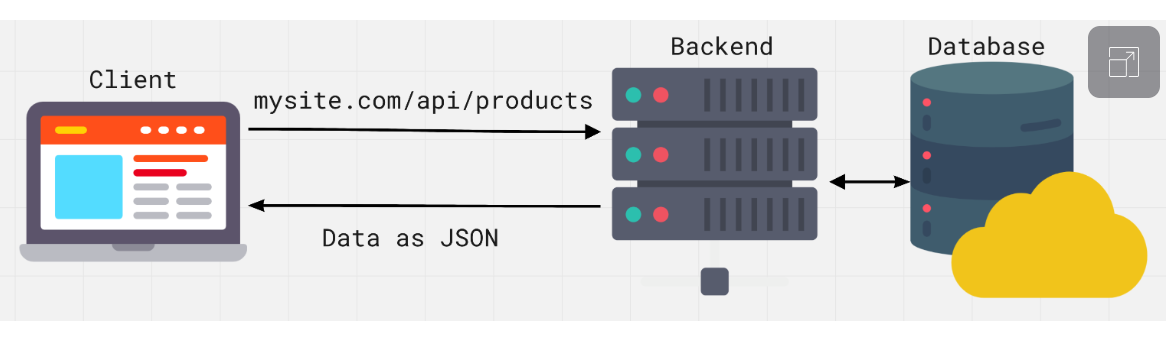 Client
mysite.com/api/products
Data as JSON
Backend
Database